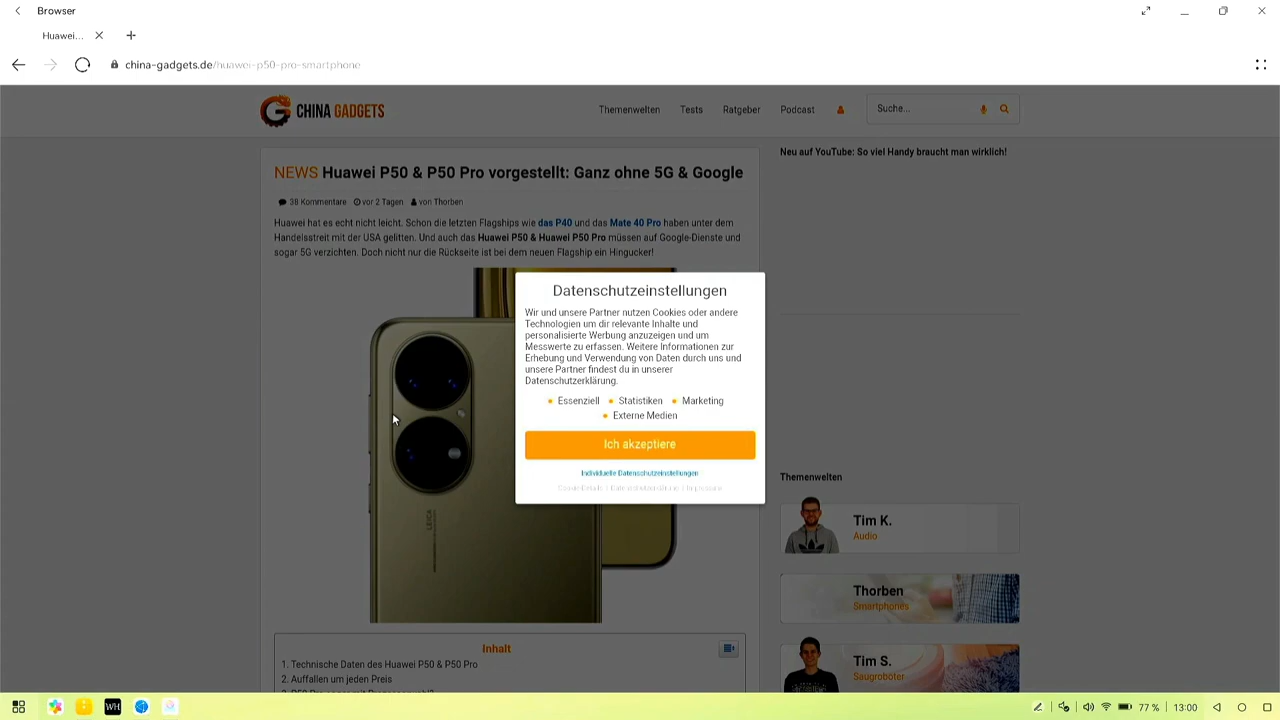 Browser
Huawei...
china-gadgets.de/huawei-p50-pro-smartphone
CHINA GADGETS
Themenwelten Tests Ratgeber Podcast
Suche...
NEWS Huawei P50 & P50 Pro vorgestellt: Ganz ohne 5G & Google
38 Kommentare vor 2 Tagen von Thorben
Huawei hat es echt nicht leicht. Schon die letzten Flagships wie das P40 und das Mate 40 Pro haben unter dem
Handelsstreit mit der USA gelitten. Und auch das Huawei P50 & Huawei P50 Pro müssen auf Google-Dienste und
sogar 5G verzichten. Doch nicht nur die Rückseite ist bei dem neuen Flagship ein Hingucker!
LEICA
Datenschutzeinstellungen
Wir und unsere Partner nutzen Cookies oder andere
Technologien um dir relevante Inhalte und
personalisierte Werbung anzuzeigen und um
Messwerte zu erfassen. Weitere Informationen zur
Erhebung und Verwendung von Daten durch uns und
unsere Partner findest du in unserer
Datenschutzerklärung.
Essenziell Statistiken Marketing
Externe Medien
Ich akzeptiere
Individuelle Datenschutzeinstellungen
Cookie-Details | Datenschutzerklärung | Impressum
Inhalt
1. Technische Daten des Huawei P50 & P50 Pro
2. Auffallen um jeden Preis
Neu auf YouTube: So viel Handy braucht man wirklich!
Themenwelten
Tim K.
Audio
Thorben
Smartphones
Tim S.
Saugroboter
WH
77 % 13:00